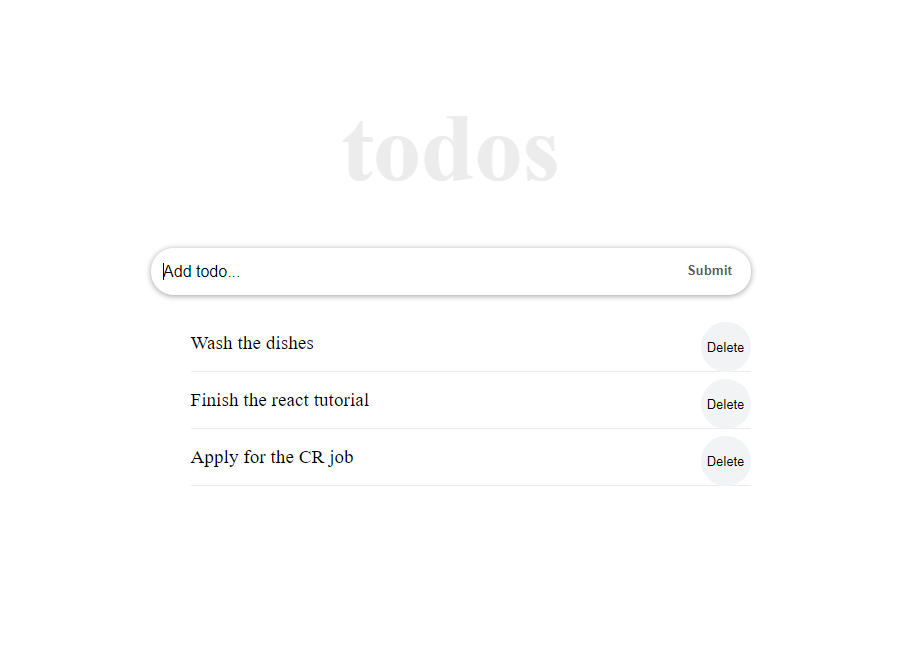 todos
Add todo... Submit
Wash the dishes Delete
Finish the react tutorial Delete
Apply for the CR job Delete